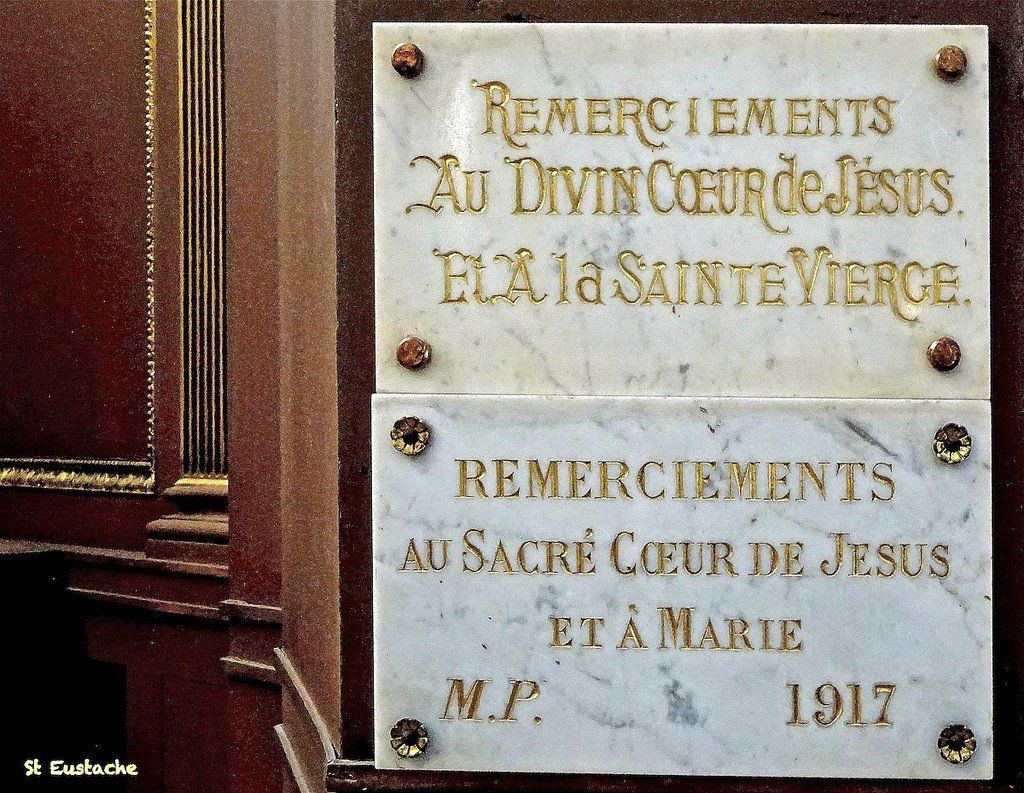 REMERCIEMENTS
AU DIVIN CŒUR de JÉSUS.
Et A la SAINTE VIERGE.
REMERCIEMENTS
AU SACRÉ CŒUR DE JESUS
ET À MARIE
M.P. 1917
St Eustache